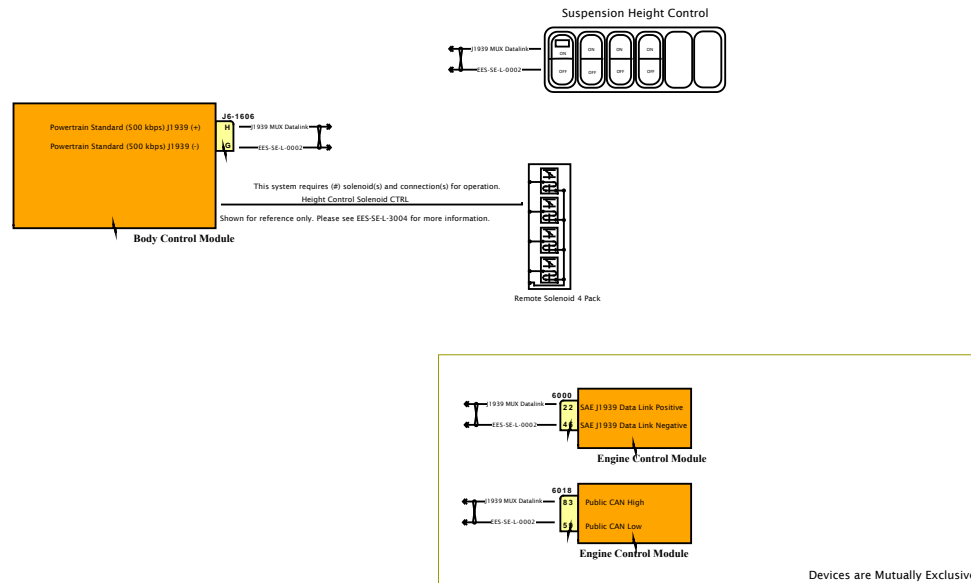 Suspension Height Control
J1939 MUX Datalink
EES-SE-L-0002
ON
ON
ON
ON
OFF
OFF
OFF
OFF
J6-1606
Powertrain Standard (500 kbps) J1939 (+)
H
J1939 MUX Datalink
Powertrain Standard (500 kbps) J1939 (-)
G
EES-SE-L-0002
This system requires (#) solenoid(s) and connection(s) for operation.
Height Control Solenoid CTRL
Shown for reference only. Please see EES-SE-L-3004 for more information.
Body Control Module
Remote Solenoid 4 Pack
6000
J1939 MUX Datalink
22
SAE J1939 Data Link Positive
EES-SE-L-0002
SAE J1939 Data Link Negative
Engine Control Module
6018
J1939 MUX Datalink
83
Public CAN High
EES-SE-L-0002
Public CAN Low
Engine Control Module
Devices are Mutually Exclusive